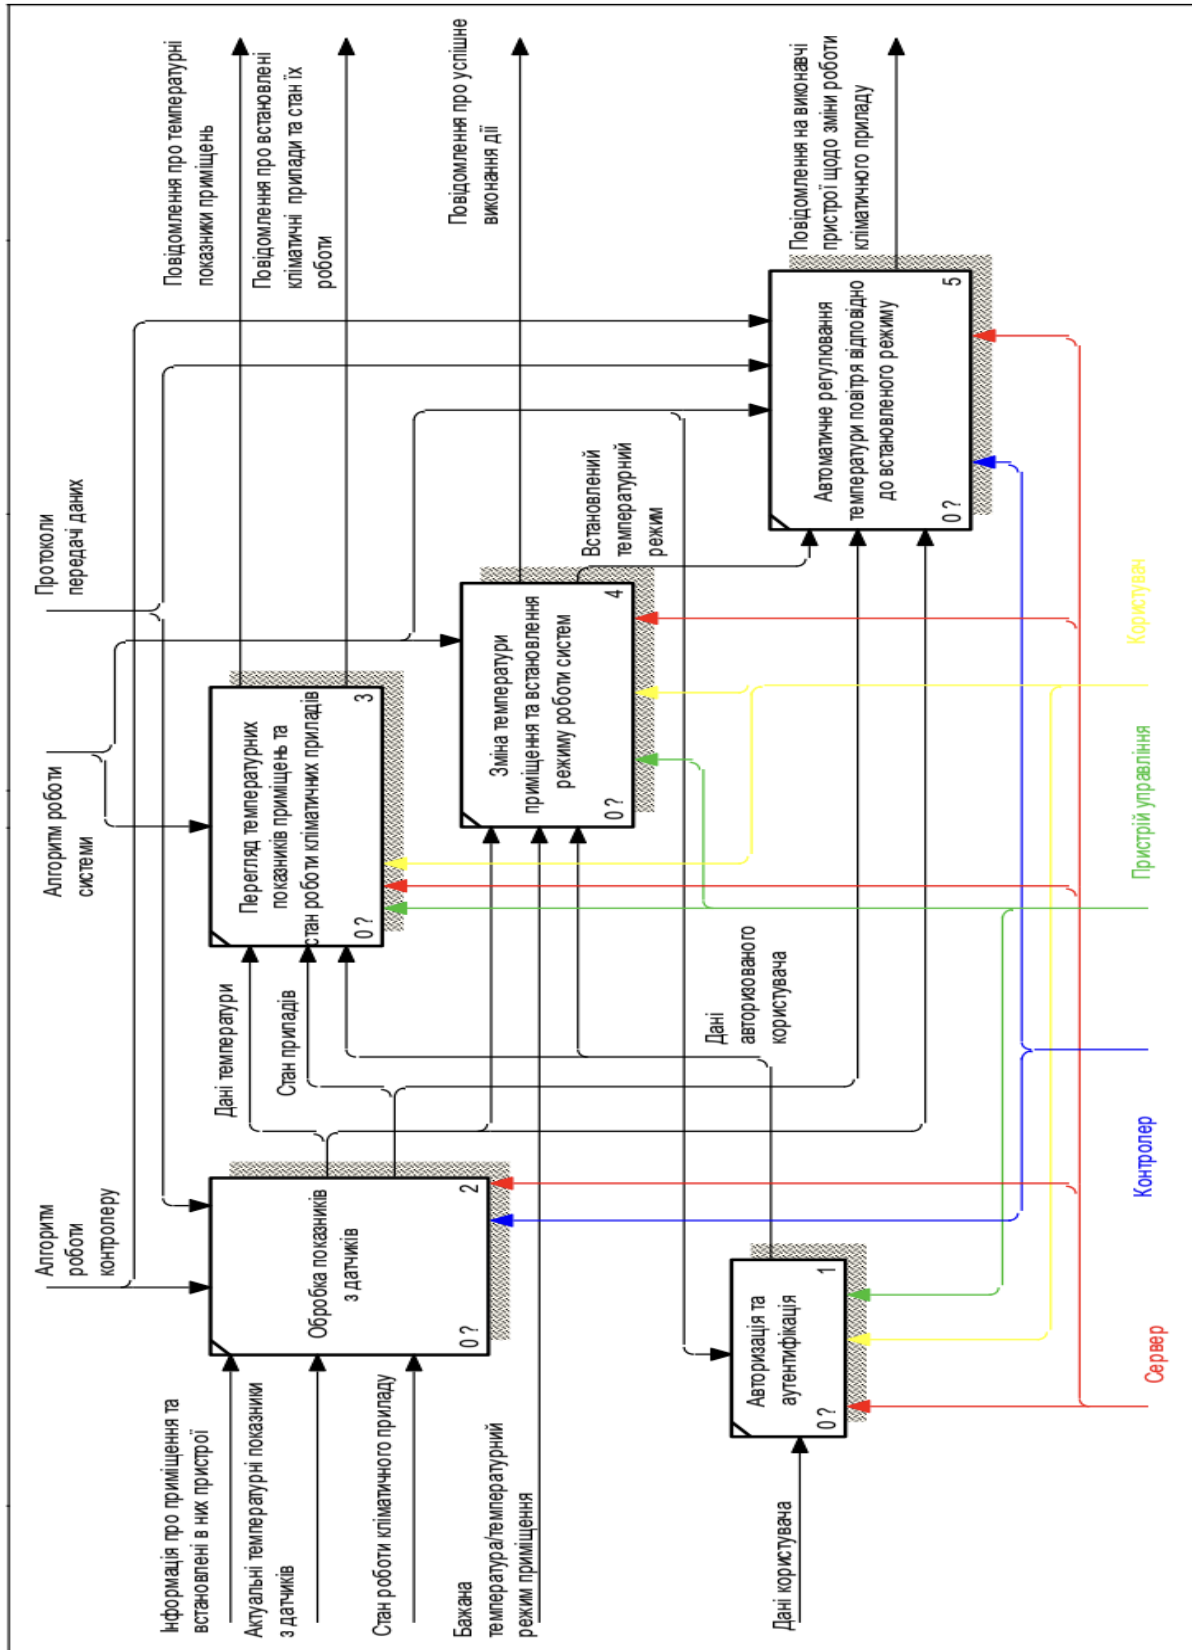 Алгоритм
роботи
контролеру
Алгоритм роботи
системи
Протоколи
передачі даних
Інформація про приміщення та
встановлені в них пристрої
Актуальні температурні показники
з датчиків
Стан роботи кліматичного приладу
Бажана
температура/температурний
режим приміщення
Дані користувача
Обробка показників
з датчиків
0 ?
2
Дані температури
Стан приладів
Перегляд температурних
показників приміщень та
стан роботи кліматичних приладів
0 ?
3
Повідомлення про температурні
показники приміщень
Повідомлення про встановлені
кліматичні прилади та стан їх
роботи
Зміна температури
приміщення та встановлення
режиму роботи систем
0 ?
4
Повідомлення про успішне
виконання дії
Встановлений
температурний
режим
Авторизація та
аутентифікація
0 ?
1
Дані
авторизованого
користувача
Автоматичне регулювання
температури повітря відповідно
до встановленого режиму
0 ?
5
Повідомлення на виконавчі
пристрої щодо зміни роботи
кліматичного приладу
Сервер
Контролер
Пристрій управління
Користувач